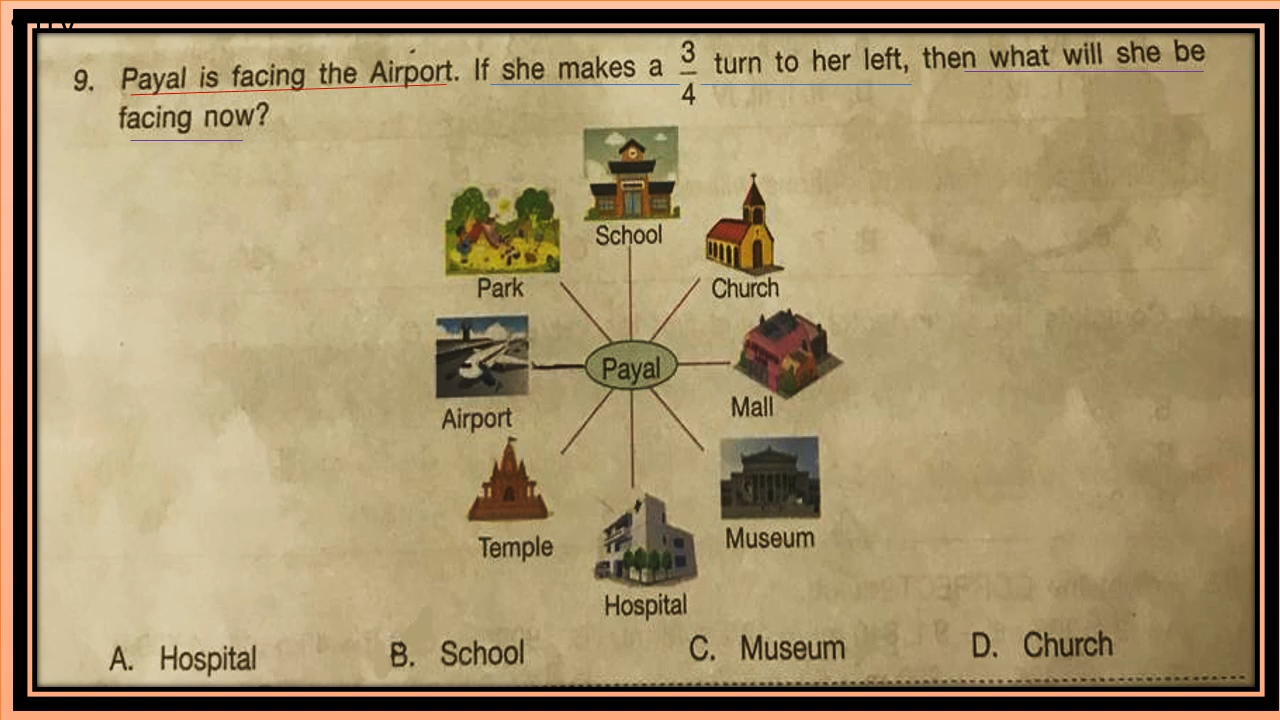 9. Payal is facing the Airport. If she makes a 3/4 turn to her left, then what will she be
facing now?
School
Park
Church
Payal
Airport
Mall
Temple
Museum
Hospital
A. Hospital B. School C. Museum D. Church